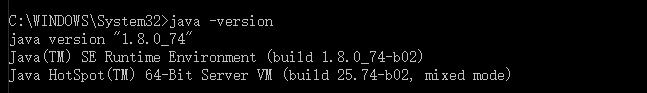 C:\WINDOWS\System32>java -version
java version "1.8.0_74"
Java(TM) SE Runtime Environment (build 1.8.0_74-b02)
Java HotSpot(TM) 64-Bit Server VM (build 25.74-b02, mixed mode)